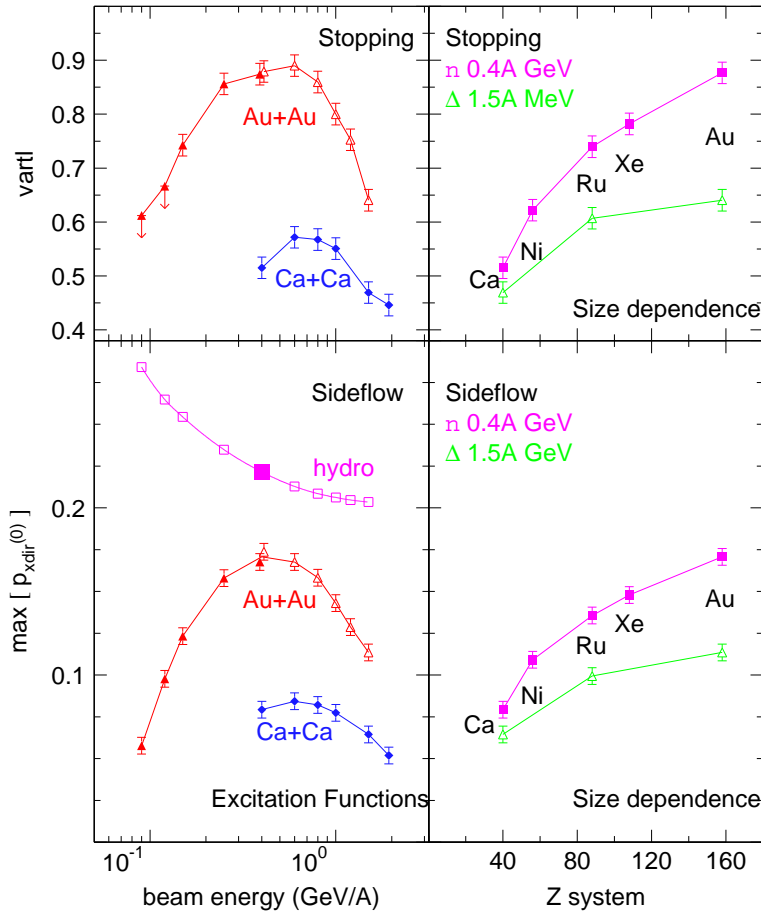 Stopping
0.9
0.8
0.7
0.6
0.5
0.4
vartl
Au+Au
Ca+Ca
Stopping
n 0.4A GeV
Δ 1.5A MeV
Au
Xe
Ru
Ni
Ca
Size dependence
Sideflow
hydro
0.2
0.1
max [ p_xdir^(0) ]
Au+Au
Ca+Ca
Excitation Functions
10^-1
10^0
beam energy (GeV/A)
Sideflow
n 0.4A GeV
Δ 1.5A GeV
Au
Xe
Ru
Ni
Ca
Size dependence
40 80 120 160
Z system